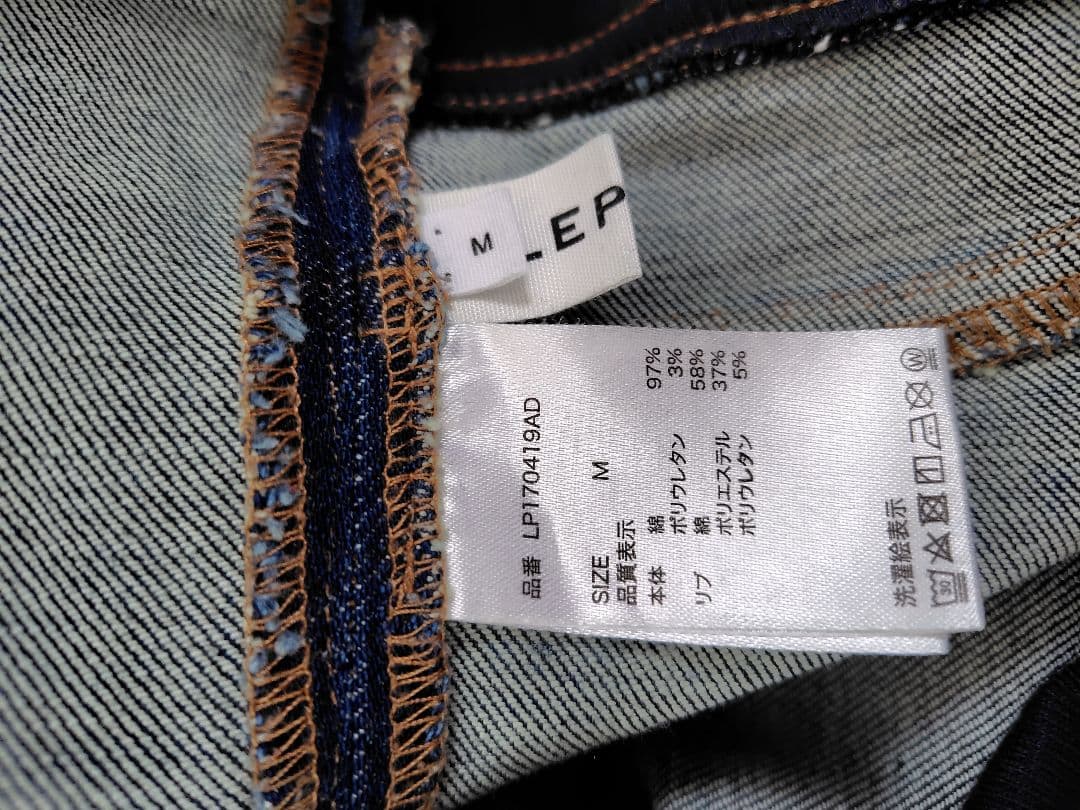 LEP
M
品番 LP170419AD
SIZE M
品質表示
本体 綿 97%
ポリウレタン 3%
リブ 綿 58%
ポリエステル 37%
ポリウレタン 5%
洗濯絵表示
30
W